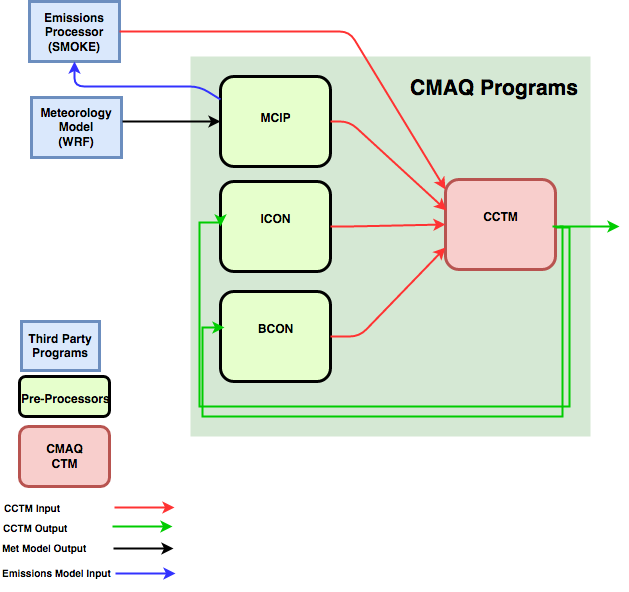 Emissions
Processor
(SMOKE)
CMAQ Programs
Meteorology
Model
(WRF)
MCIP
ICON
CCTM
BCON
Third Party
Programs
Pre-Processors
CMAQ
CTM
CCTM Input
CCTM Output
Met Model Output
Emissions Model Input